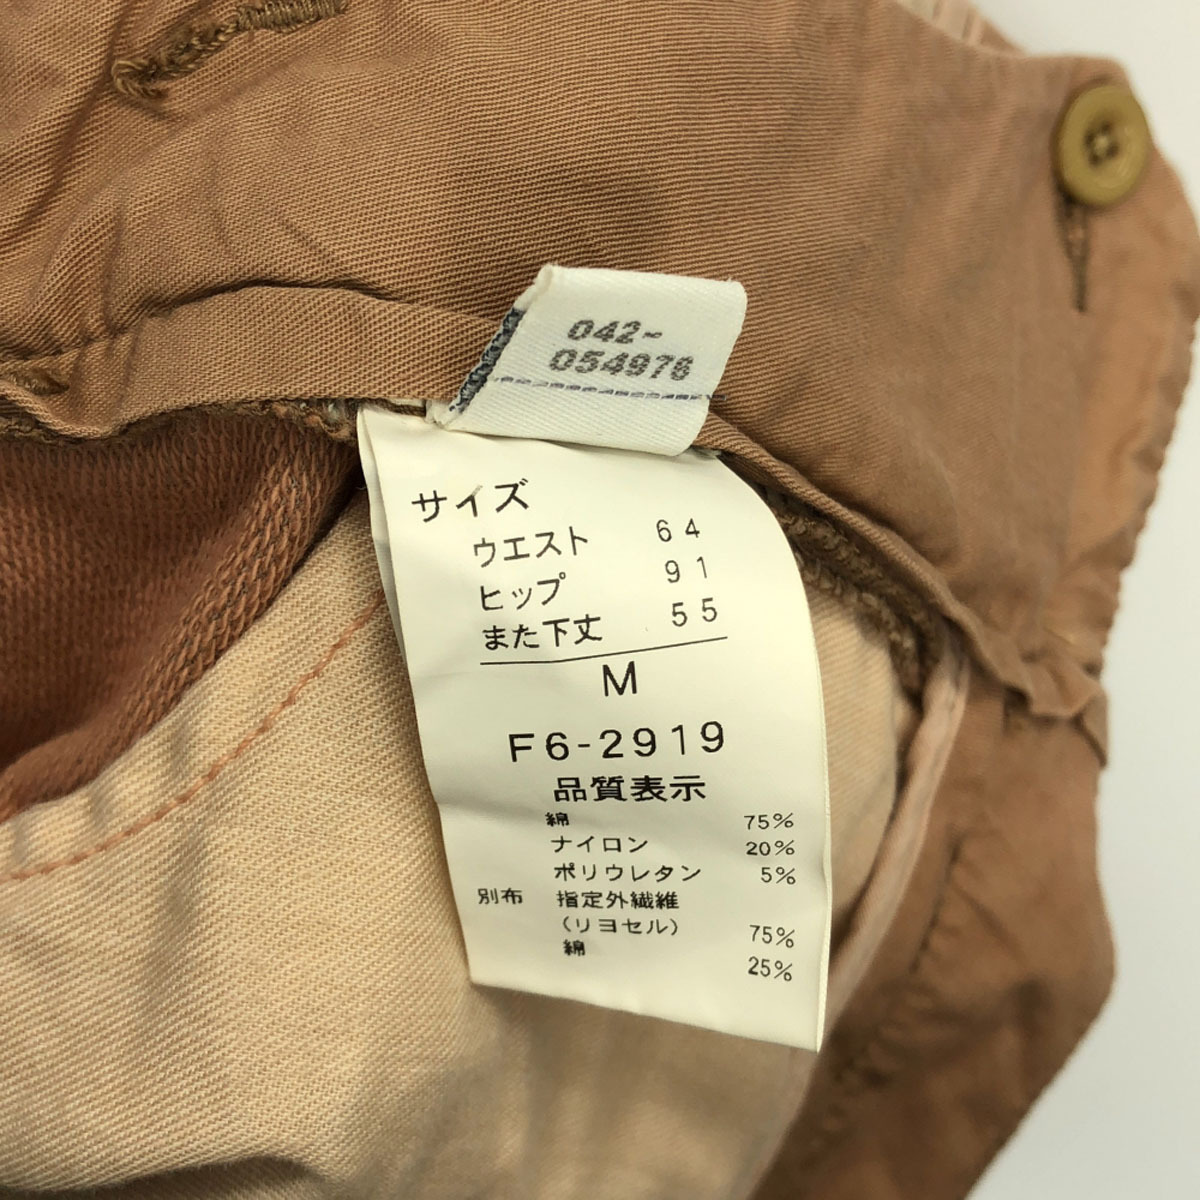 042-
054976
サイズ
ウエスト 64
ヒップ 91
また下丈 55
M
F6-2919
品質表示
綿 75%
ナイロン 20%
ポリウレタン 5%
別布 指定外繊維
(リヨセル) 75%
綿 25%